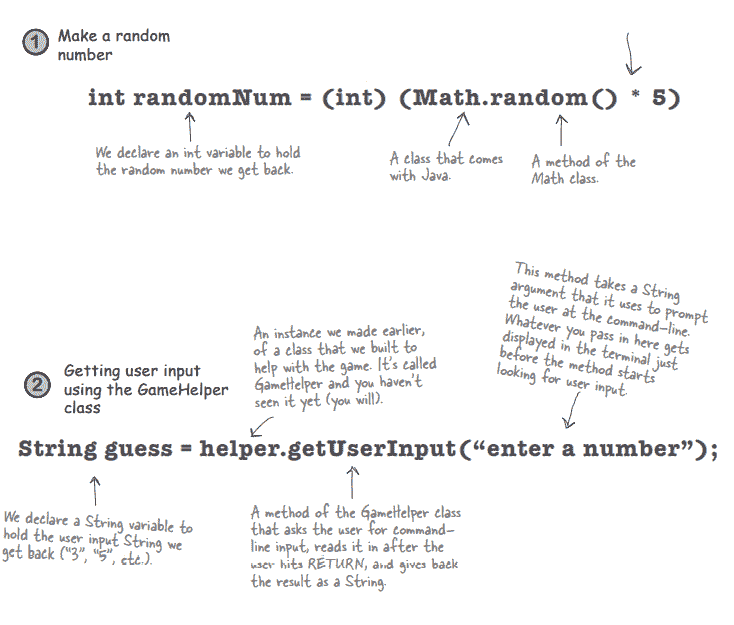 1 Make a random
number
int randomNum = (int) (Math.random() * 5)
We declare an int variable to hold
the random number we get back.
A class that comes
with Java.
A method of the
Math class.
This method takes a String
argument that it uses to prompt
the user at the command-line.
Whatever you pass in here gets
displayed in the terminal just
before the method starts
looking for user input.
An instance we made earlier,
of a class that we built to
help with the game. It's called
GameHelper and you haven't
seen it yet (you will).
2 Getting user input
using the GameHelper
class
String guess = helper.getUserInput(“enter a number”);
We declare a String variable to
hold the user input String we
get back (“3”, “5”, etc.).
A method of the GameHelper class
that asks the user for command-
line input, reads it in after the
user hits RETURN, and gives back
the result as a String.